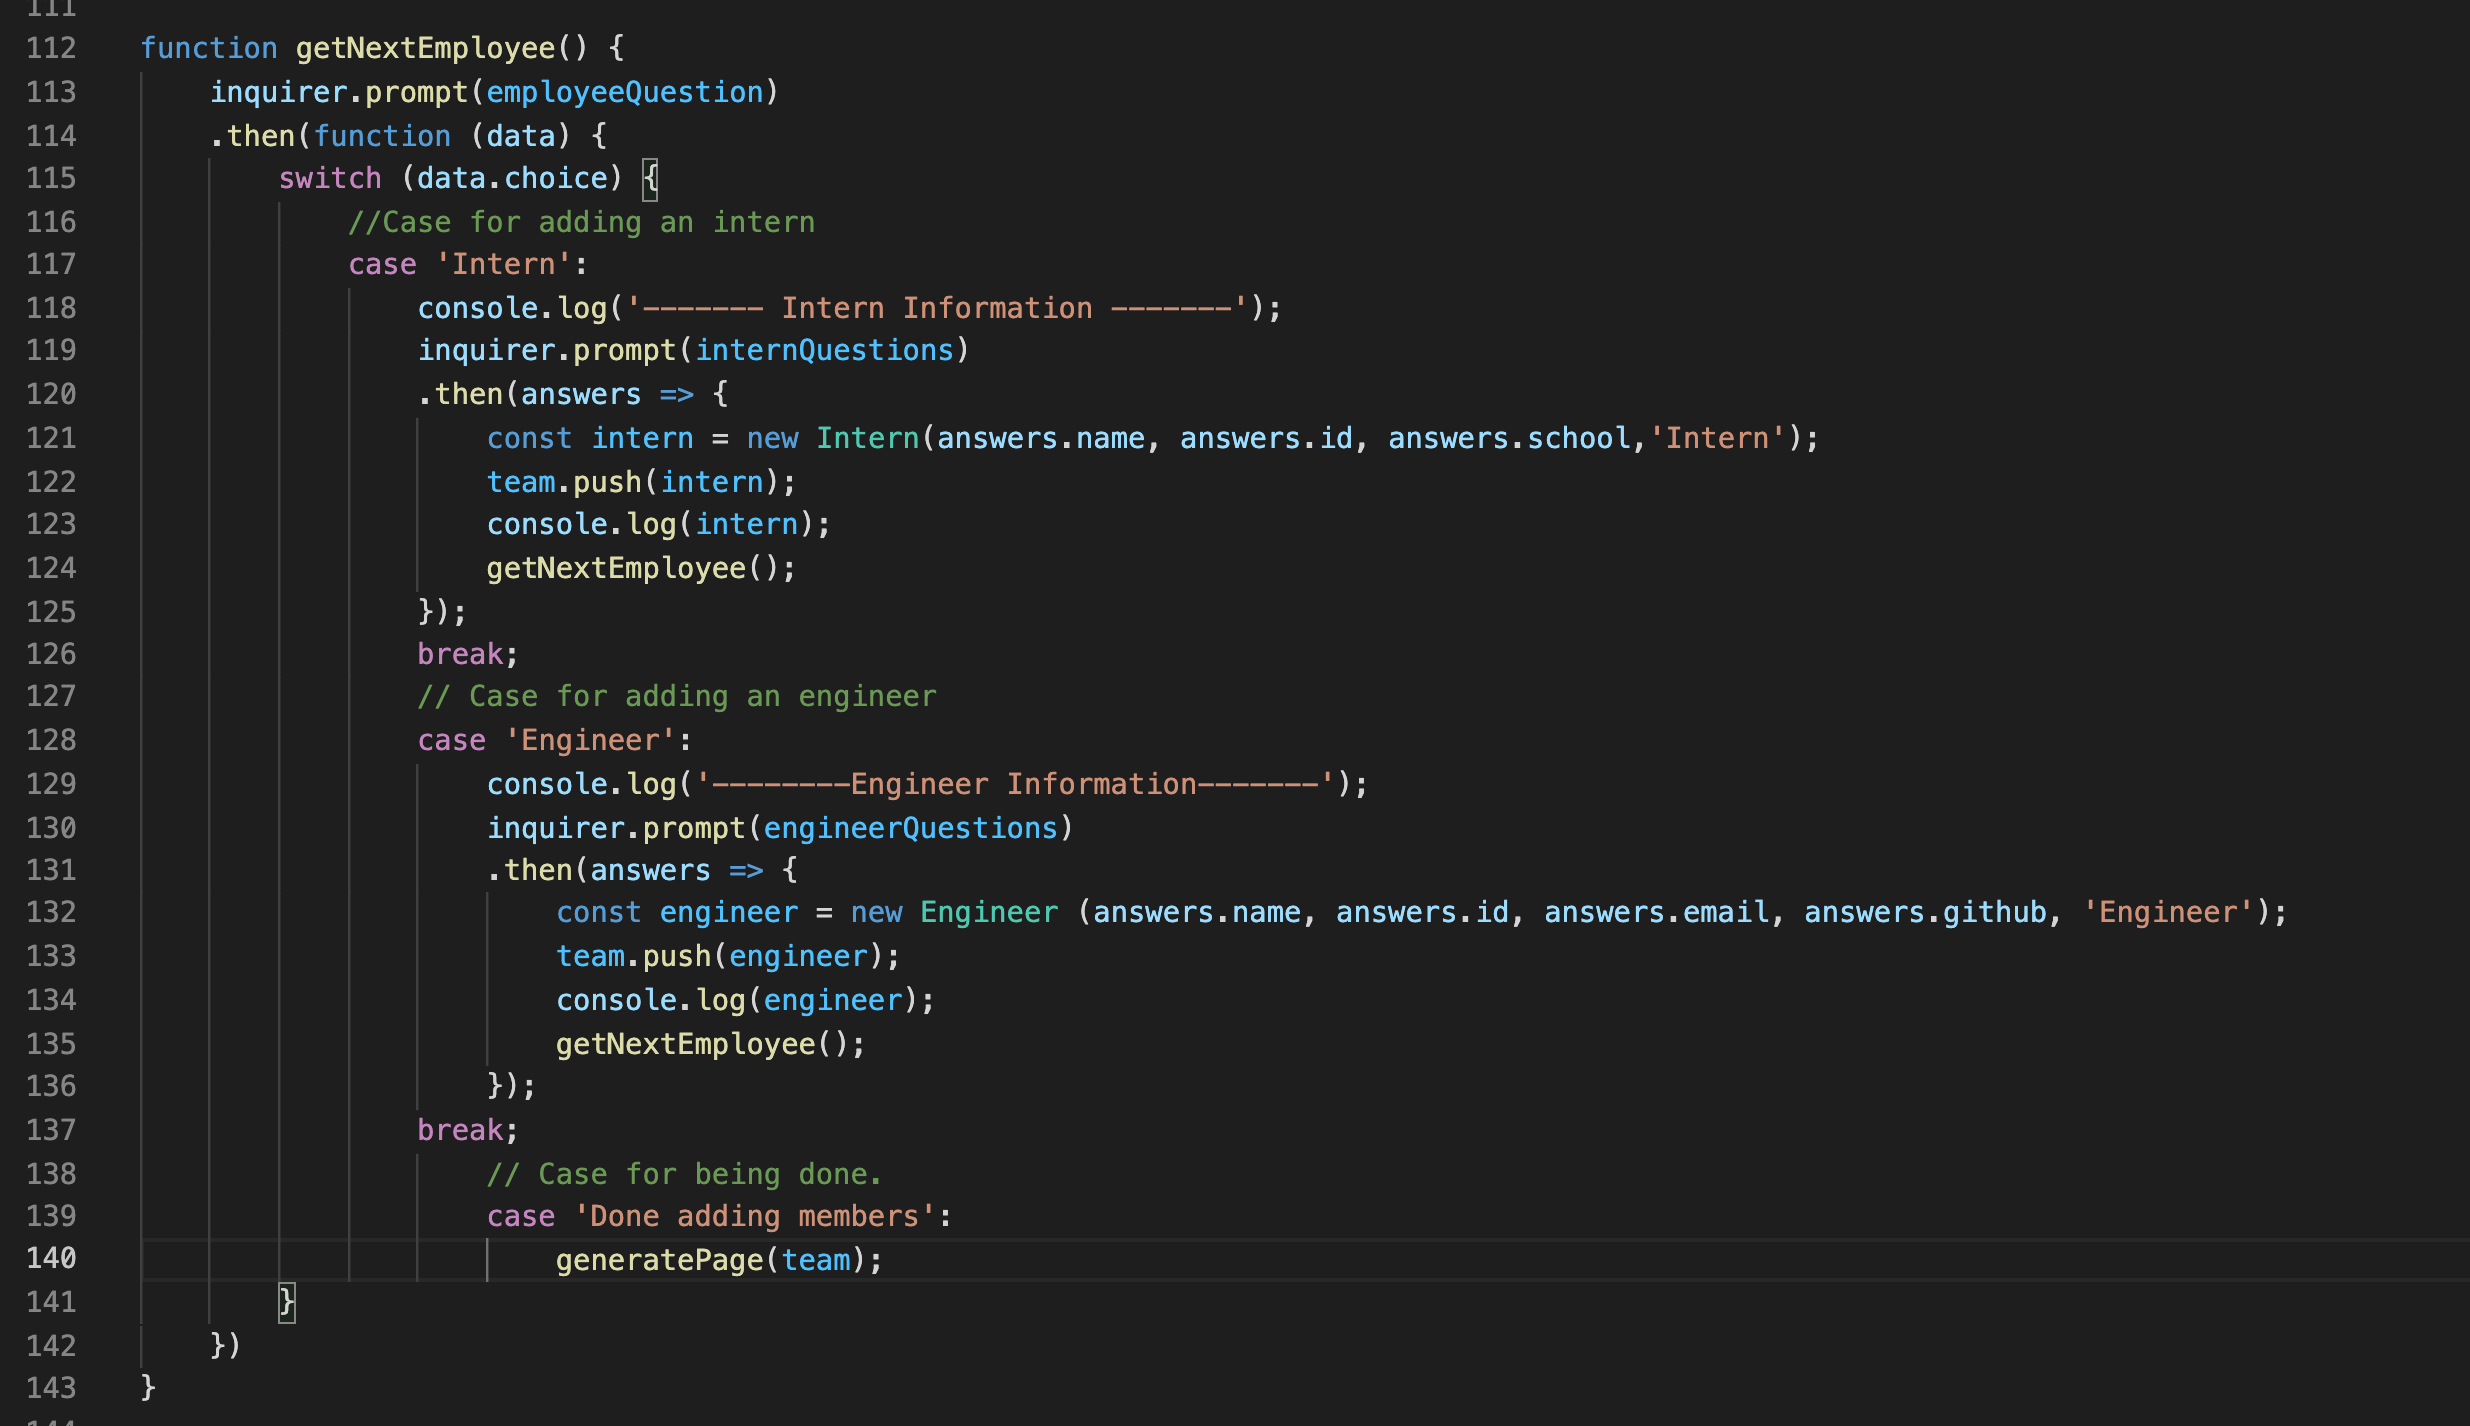 111
112 function getNextEmployee() {
113     inquirer.prompt(employeeQuestion)
114     .then(function (data) {
115         switch (data.choice) {
116             //Case for adding an intern
117             case 'Intern':
118                 console.log('------- Intern Information -------');
119                 inquirer.prompt(internQuestions)
120                 .then(answers => {
121                     const intern = new Intern(answers.name, answers.id, answers.school,'Intern');
122                     team.push(intern);
123                     console.log(intern);
124                     getNextEmployee();
125                 });
126                 break;
127                 // Case for adding an engineer
128                 case 'Engineer':
129                     console.log('--------Engineer Information-------');
130                     inquirer.prompt(engineerQuestions)
131                     .then(answers => {
132                         const engineer = new Engineer (answers.name, answers.id, answers.email, answers.github, 'Engineer');
133                         team.push(engineer);
134                         console.log(engineer);
135                         getNextEmployee();
136                     });
137                 break;
138                     // Case for being done.
139                     case 'Done adding members':
140                         generatePage(team);
141         }
142     })
143 }
144